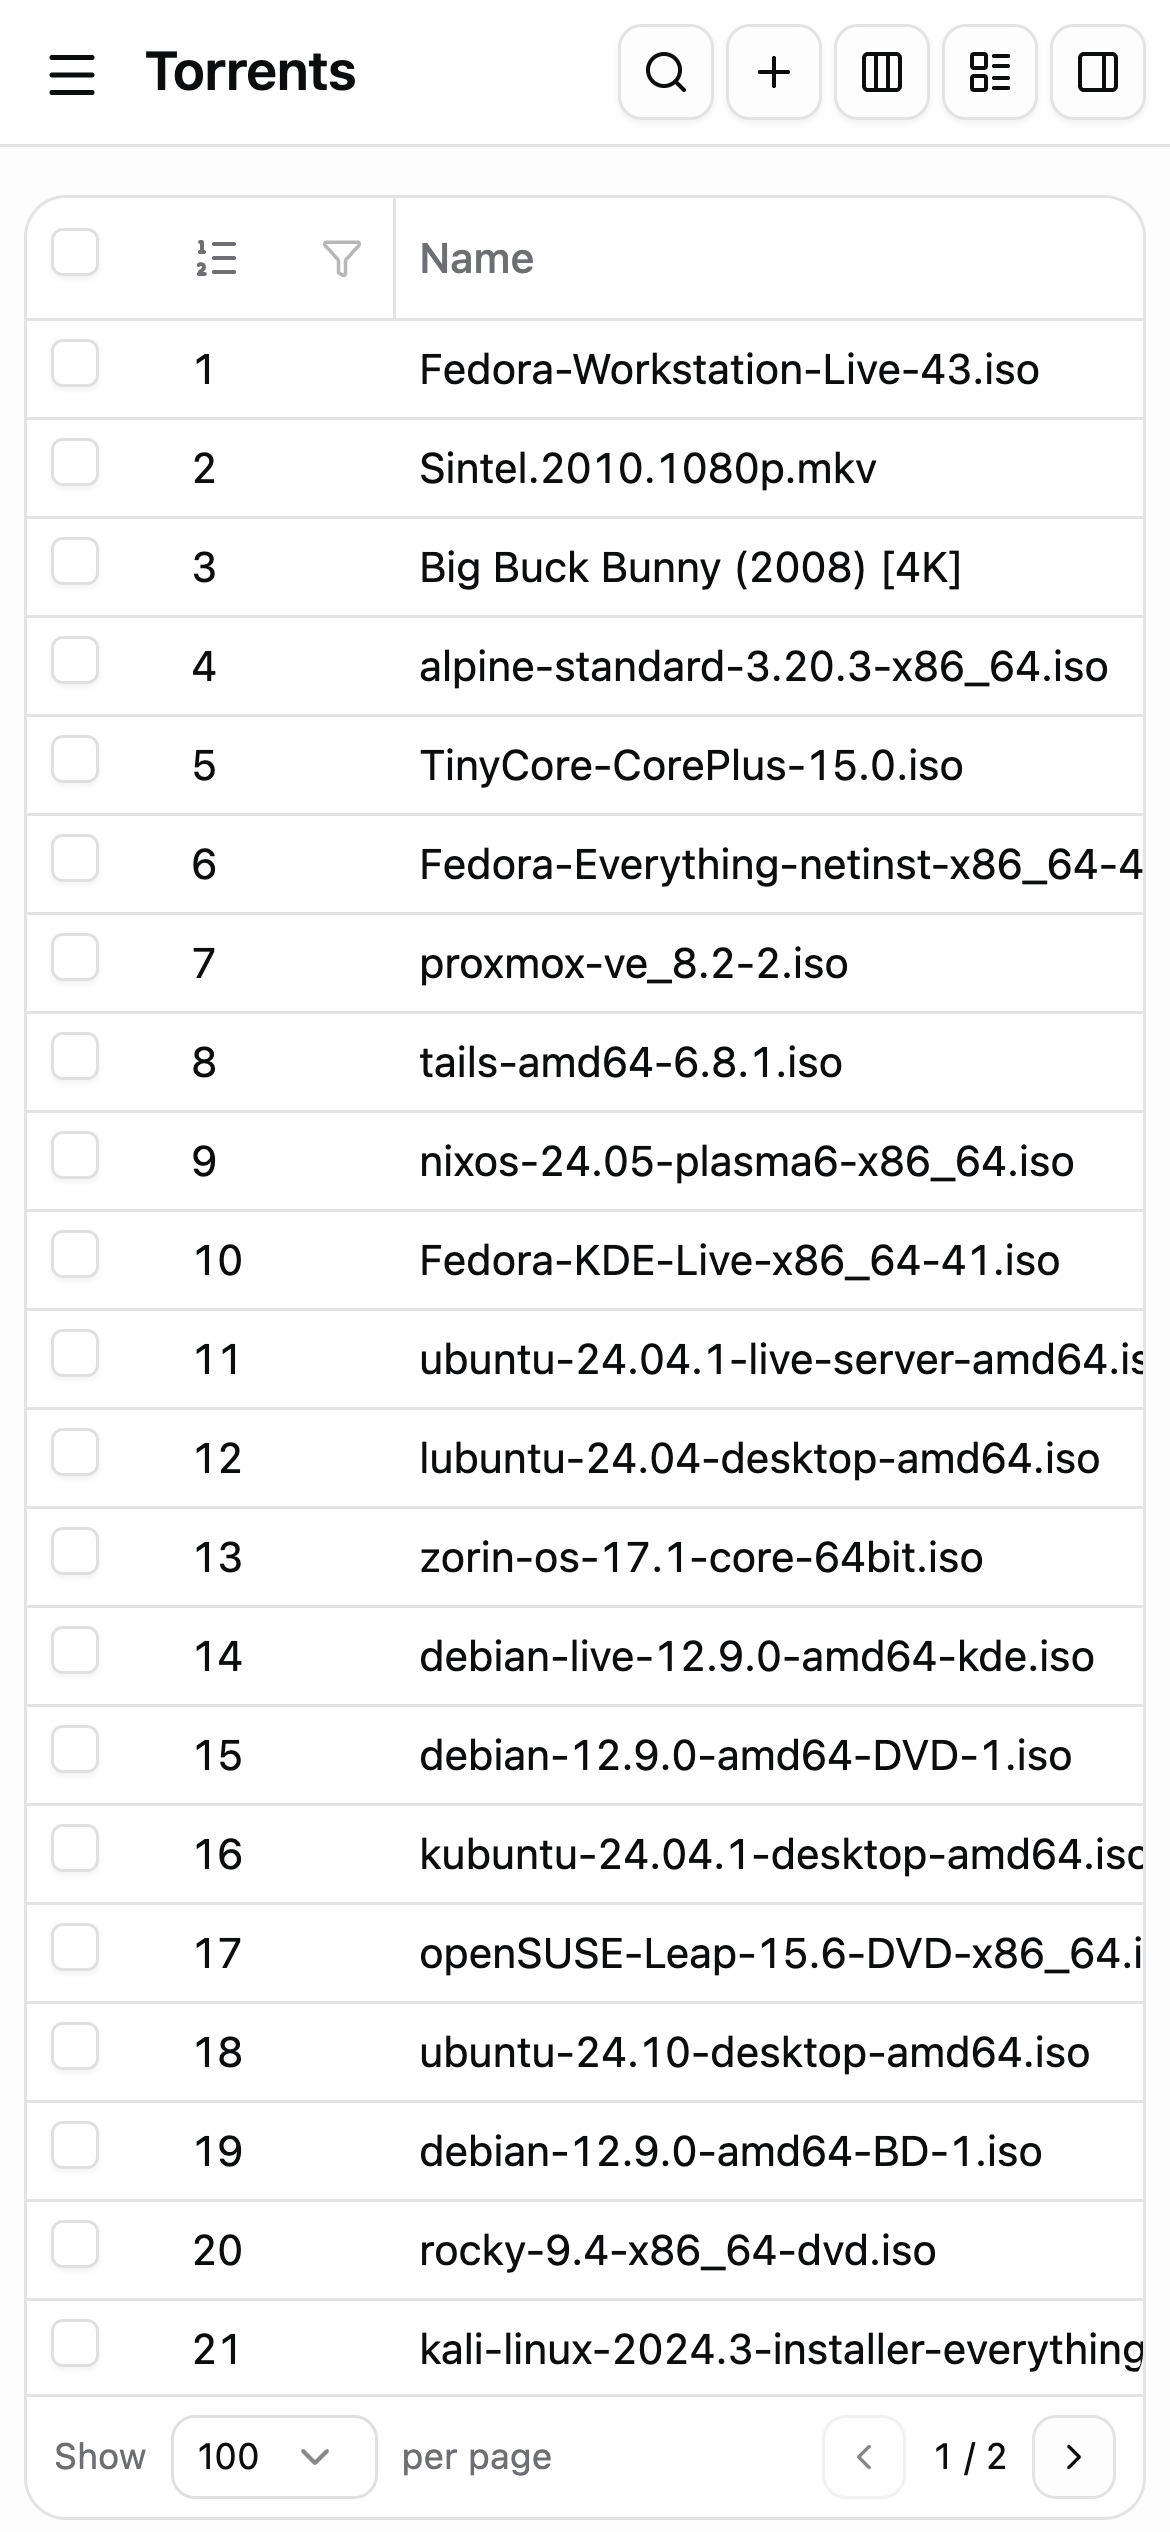 Torrents
Name
1 Fedora-Workstation-Live-43.iso
2 Sintel.2010.1080p.mkv
3 Big Buck Bunny (2008) [4K]
4 alpine-standard-3.20.3-x86_64.iso
5 TinyCore-CorePlus-15.0.iso
6 Fedora-Everything-netinst-x86_64-4
7 proxmox-ve_8.2-2.iso
8 tails-amd64-6.8.1.iso
9 nixos-24.05-plasma6-x86_64.iso
10 Fedora-KDE-Live-x86_64-41.iso
11 ubuntu-24.04.1-live-server-amd64.is
12 lubuntu-24.04-desktop-amd64.iso
13 zorin-os-17.1-core-64bit.iso
14 debian-live-12.9.0-amd64-kde.iso
15 debian-12.9.0-amd64-DVD-1.iso
16 kubuntu-24.04.1-desktop-amd64.iso
17 openSUSE-Leap-15.6-DVD-x86_64.i
18 ubuntu-24.10-desktop-amd64.iso
19 debian-12.9.0-amd64-BD-1.iso
20 rocky-9.4-x86_64-dvd.iso
21 kali-linux-2024.3-installer-everything
Show 100 per page 1 / 2